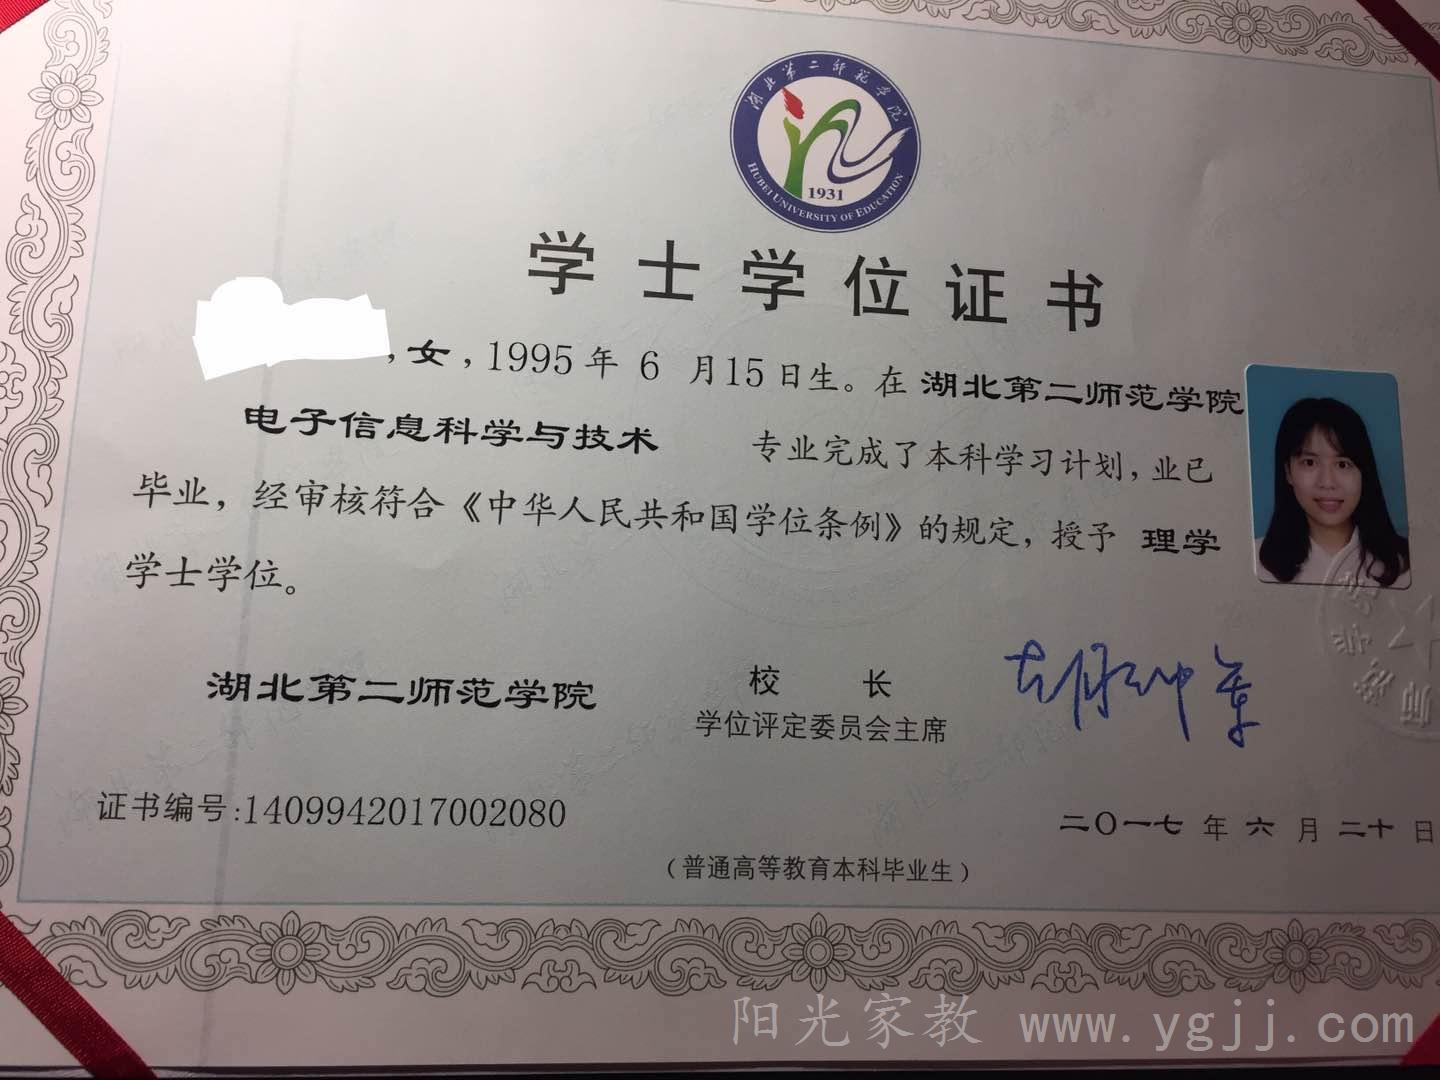 湖北第二师范学院
1931
HUBEI UNIVERSITY OF EDUCATION
学士学位证书
，女，1995年 6 月15日生。在 湖北第二师范学院
电子信息科学与技术 专业完成了本科学习计划，业已
毕业，经审核符合《中华人民共和国学位条例》的规定，授予 理学
学士学位。
湖北第二师范学院
校 长
学位评定委员会主席
证书编号:1409942017002080
二〇一七 年 六 月 二十 日
（普通高等教育本科毕业生）
阳光家教 www.ygjj.com